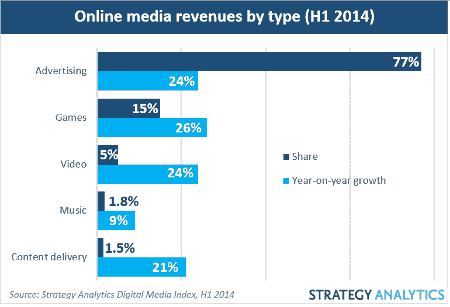 Online media revenues by type (H1 2014)
Advertising
77%
24%
Games
15%
26%
Video
5%
24%
Share
Year-on-year growth
Music
1.8%
9%
Content delivery
1.5%
21%
Source: Strategy Analytics Digital Media Index, H1 2014
STRATEGY ANALYTICS